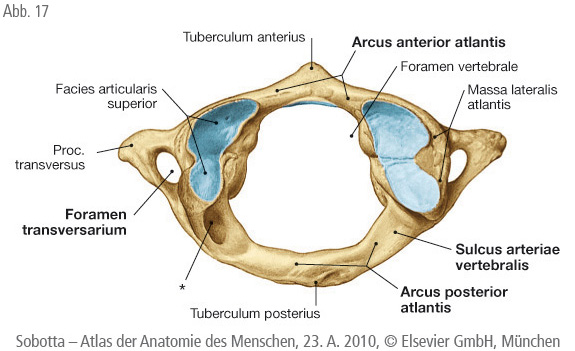 Abb. 17
Tuberculum anterius
Arcus anterior atlantis
Foramen vertebrale
Facies articularis
superior
Massa lateralis
atlantis
Proc.
transversus
Foramen
transversarium
Sulcus arteriae
vertebralis
*
Arcus posterior
atlantis
Tuberculum posterius
Sobotta – Atlas der Anatomie des Menschen, 23. A. 2010, © Elsevier GmbH, München